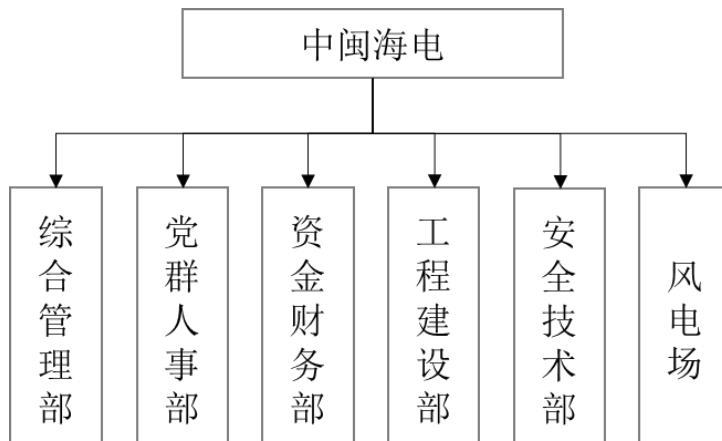 中闽海电
综合管理部
党群人事部
资金财务部
工程建设部
安全技术部
风电场